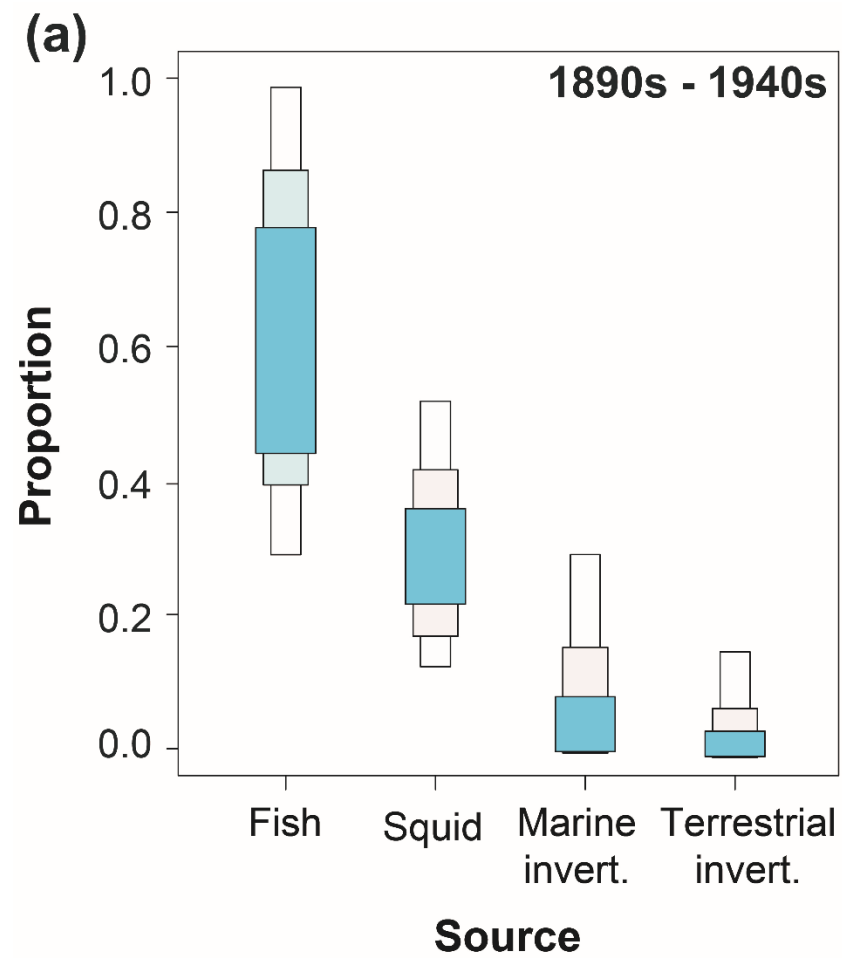 (a)
1890s - 1940s
1.0
0.8
0.6
0.4
0.2
0.0
Proportion
Fish
Squid
Marine
invert.
Terrestrial
invert.
Source